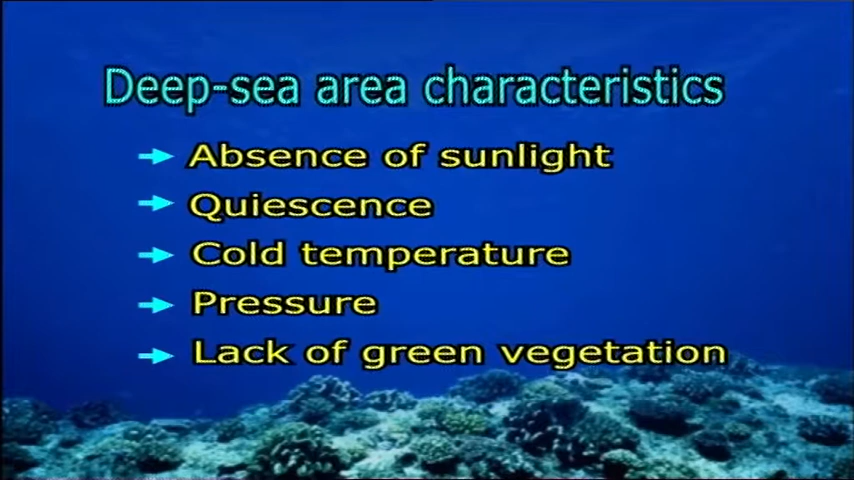 Deep-sea area characteristics
Absence of sunlight
Quiescence
Cold temperature
Pressure
Lack of green vegetation